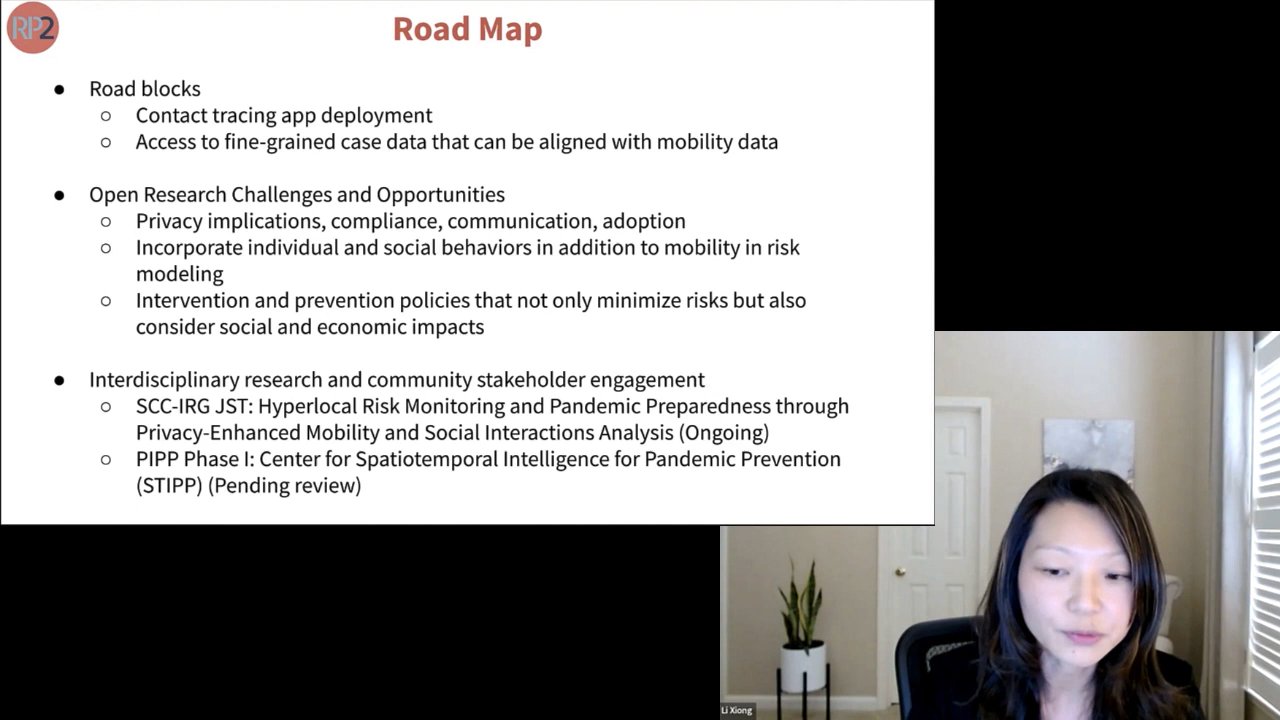 RP2
Road Map
● Road blocks
○ Contact tracing app deployment
○ Access to fine-grained case data that can be aligned with mobility data
● Open Research Challenges and Opportunities
○ Privacy implications, compliance, communication, adoption
○ Incorporate individual and social behaviors in addition to mobility in risk
modeling
○ Intervention and prevention policies that not only minimize risks but also
consider social and economic impacts
● Interdisciplinary research and community stakeholder engagement
○ SCC-IRG JST: Hyperlocal Risk Monitoring and Pandemic Preparedness through
Privacy-Enhanced Mobility and Social Interactions Analysis (Ongoing)
○ PIPP Phase I: Center for Spatiotemporal Intelligence for Pandemic Prevention
(STIPP) (Pending review)
Li Xiong